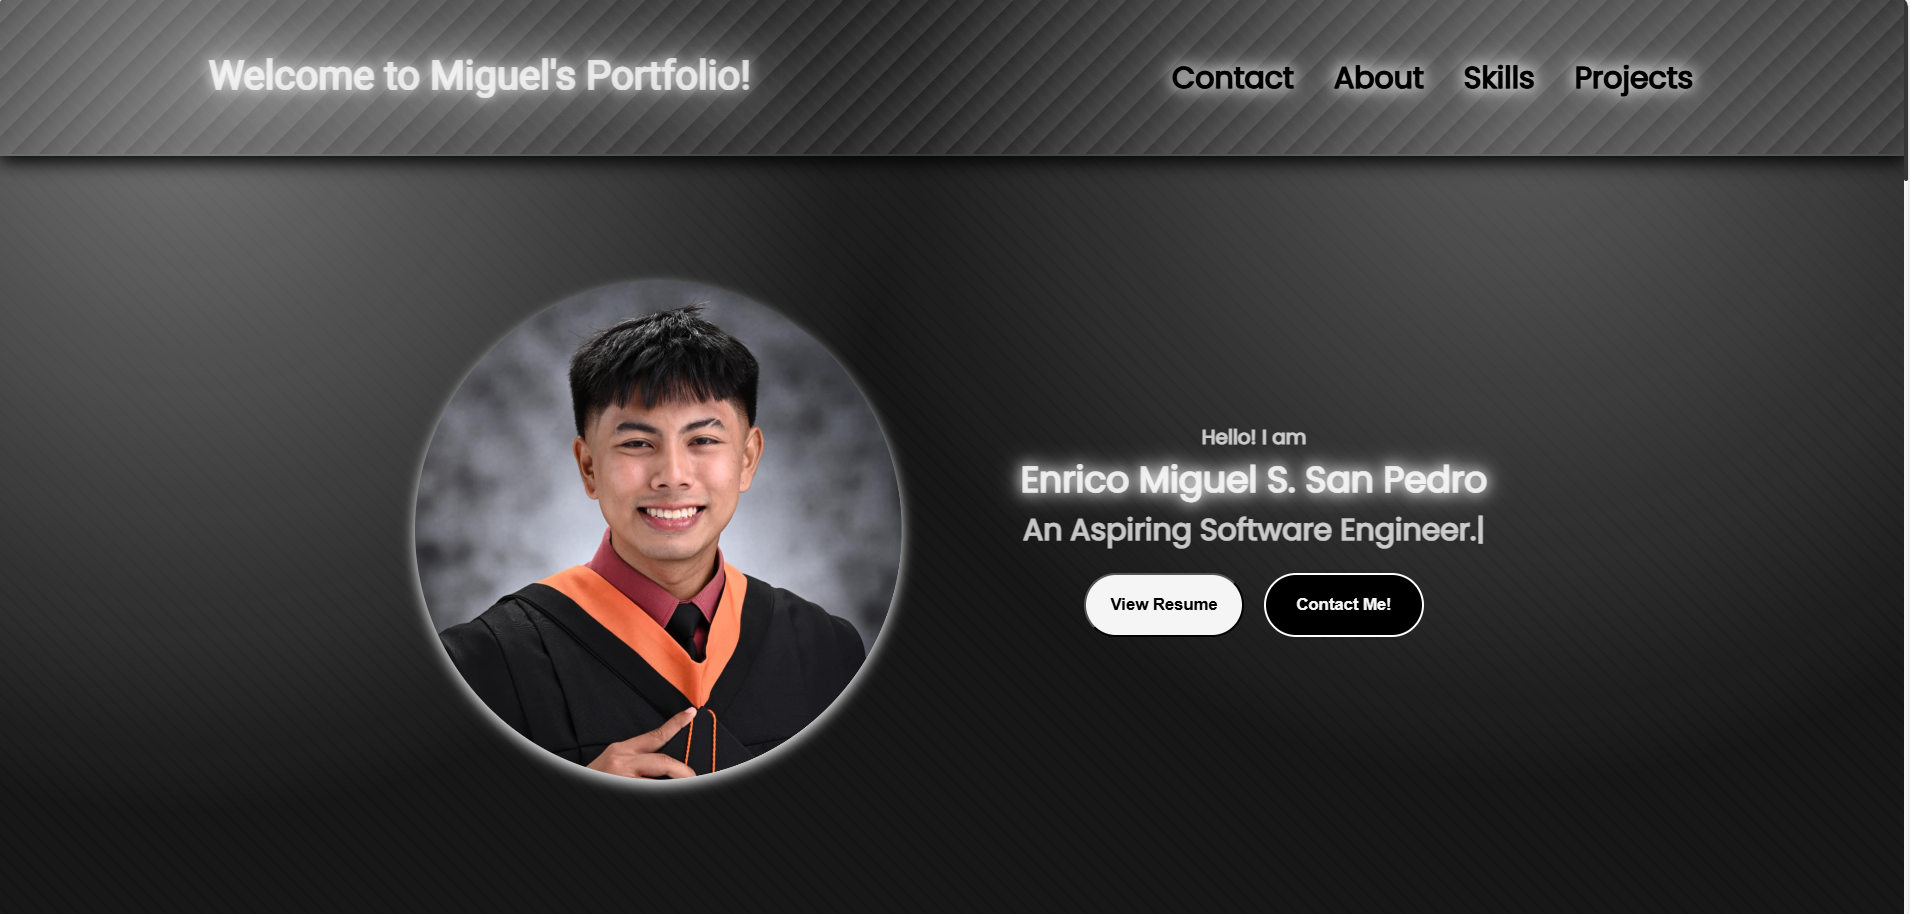 Welcome to Miguel's Portfolio!
Contact About Skills Projects
Hello! I am
Enrico Miguel S. San Pedro
An Aspiring Software Engineer.|
View Resume Contact Me!